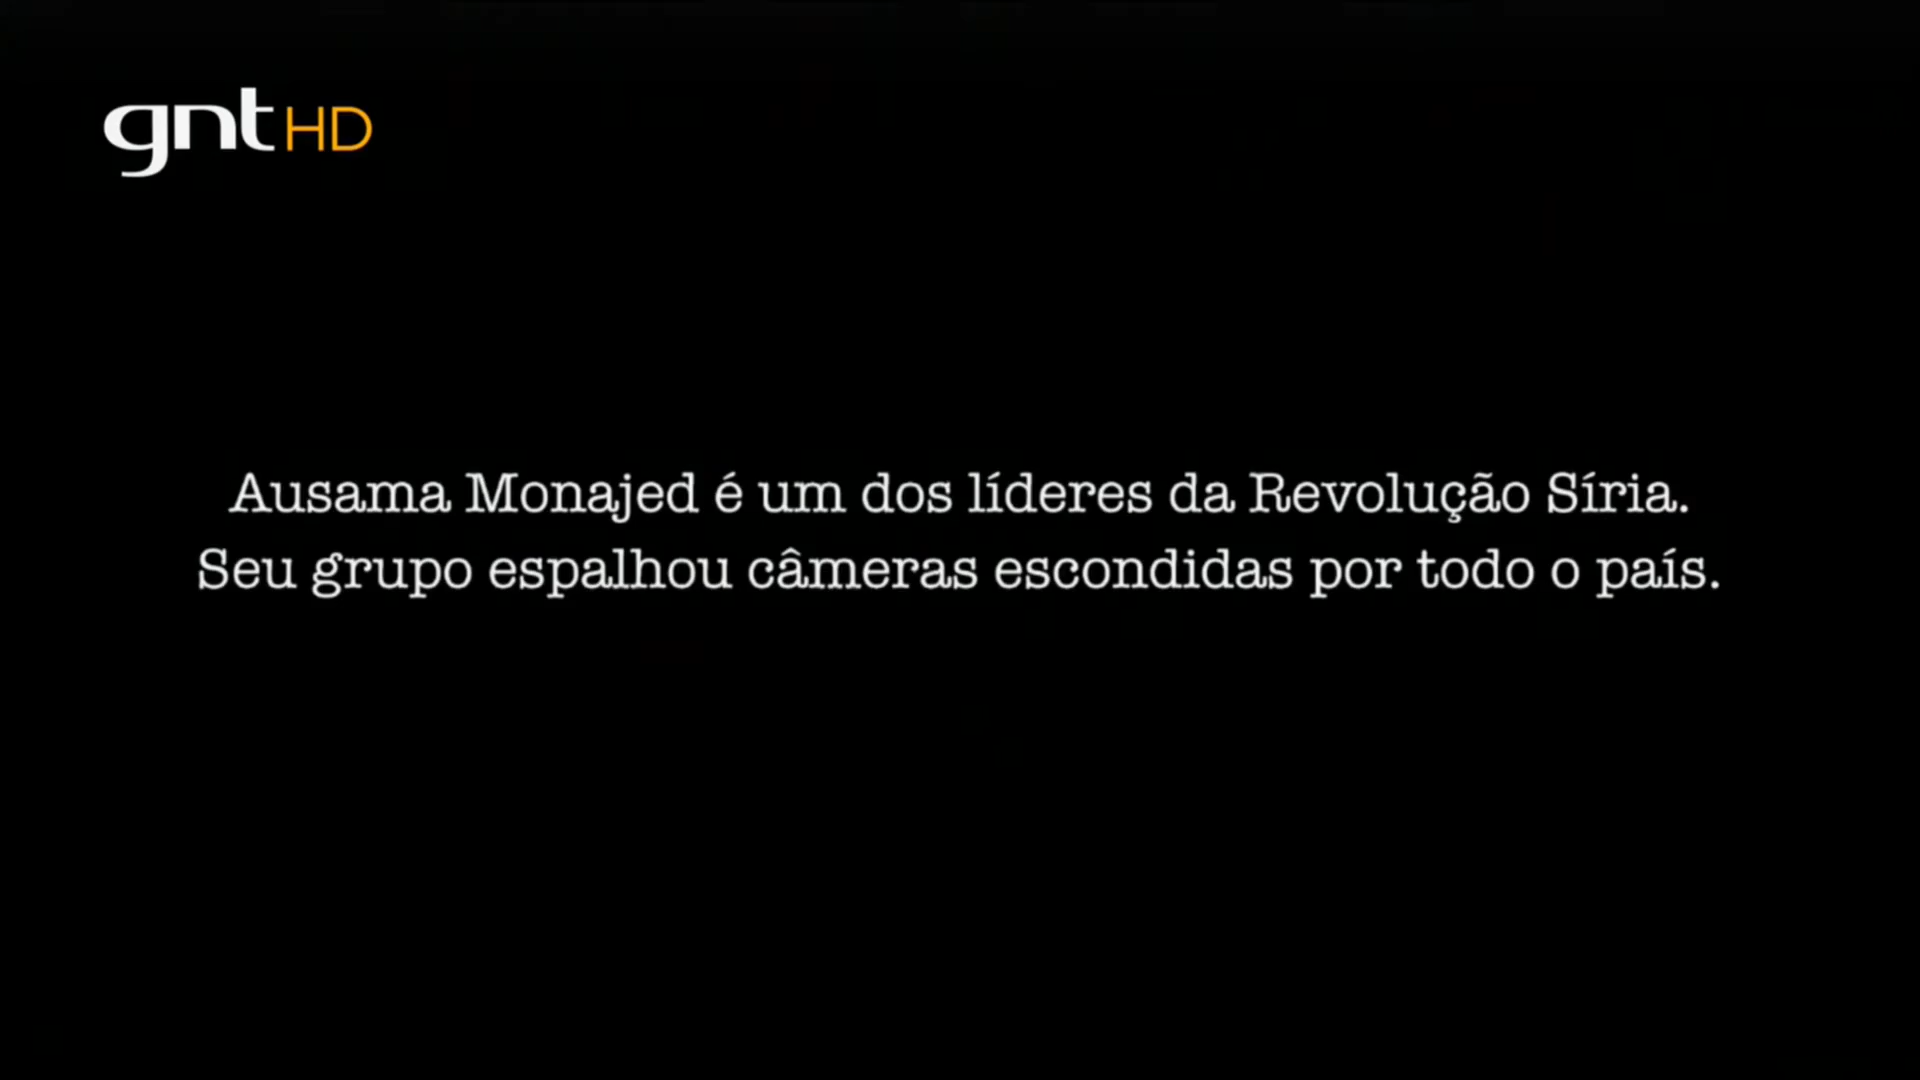 gnt HD
Ausama Monajed é um dos líderes da Revolução Síria.
Seu grupo espalhou câmeras escondidas por todo o país.